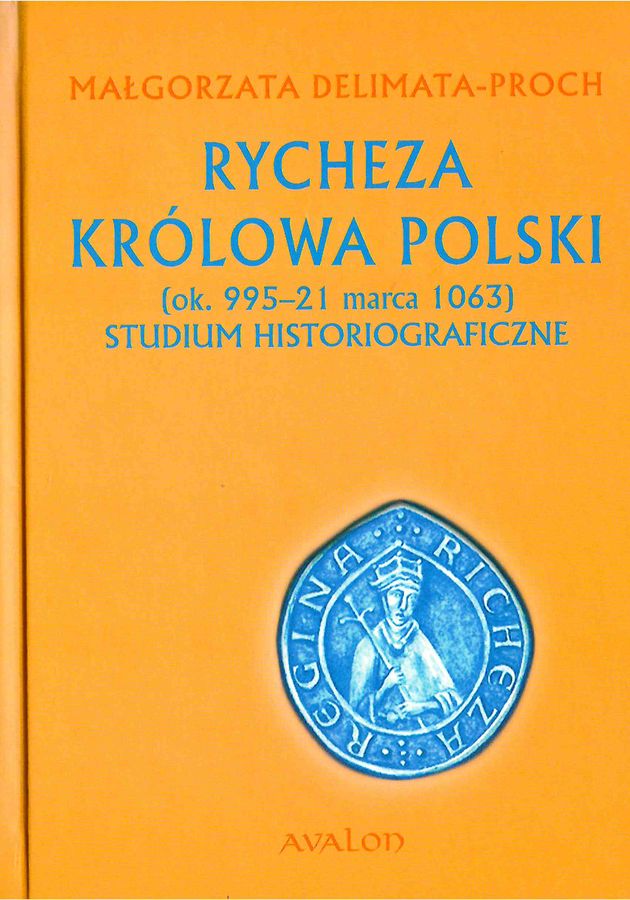 MAŁGORZATA DELIMATA-PROCH
RYCHEZA
KRÓLOWA POLSKI
(ok. 995–21 marca 1063)
STUDIUM HISTORIOGRAFICZNE
RICHEZA REGINA
AVALON